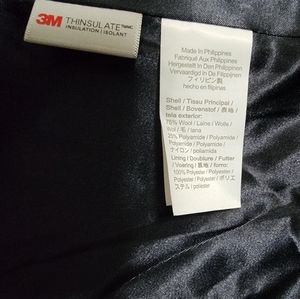 3M THINSULATE™/MC
INSULATION | ISOLANT
Made In Philippines
Fabriqué Aux Philippines
Hergestellt In Den Philippinen
Vervaardigd In De Filippijnen
フィリピン製
hecho en filipinas
Shell / Tissu Principal /
Shell / Bovenstof / 表地 /
tela exterior:
75% Wool / Laine / Wolle /
Wol / 毛 / lana
25% Polyamide / Polyamide /
Polyamide / Polyamide /
ナイロン / poliamida
Lining / Doublure / Futter
/ Voering / 裏地 / forro:
100% Polyester / Polyester /
Polyester / Polyester / ポリエ
ステル / poliéster